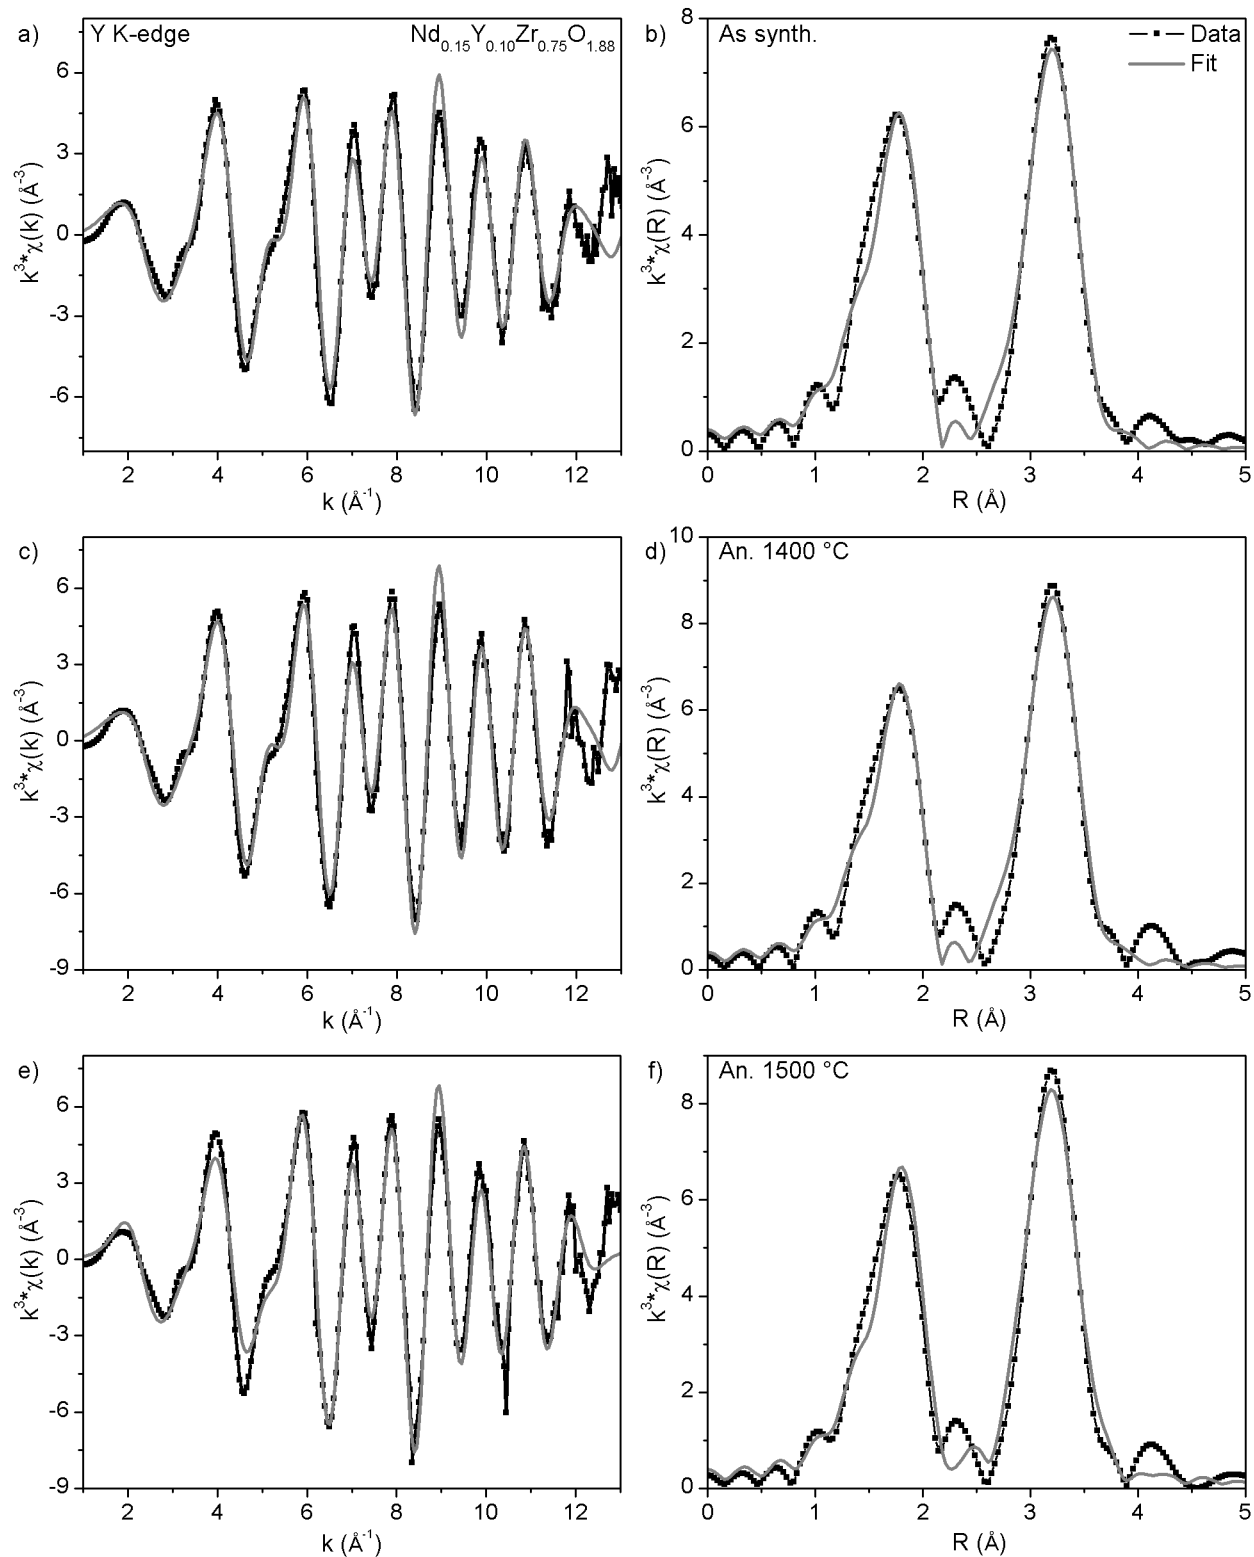 a)
Y K-edge
Nd0.15Y0.10Zr0.75O1.88
k3*χ(k) (Å-3)
6
3
0
-3
-6
2 4 6 8 10 12
k (Å-1)
b)
As synth.
Data
Fit
k3*χ(R) (Å-3)
8
6
4
2
0
0 1 2 3 4 5
R (Å)
c)
k3*χ(k) (Å-3)
6
3
0
-3
-6
-9
2 4 6 8 10 12
k (Å-1)
d)
An. 1400 °C
k3*χ(R) (Å-3)
10
8
6
4
2
0
0 1 2 3 4 5
R (Å)
e)
k3*χ(k) (Å-3)
6
3
0
-3
-6
-9
2 4 6 8 10 12
k (Å-1)
f)
An. 1500 °C
k3*χ(R) (Å-3)
8
6
4
2
0
0 1 2 3 4 5
R (Å)